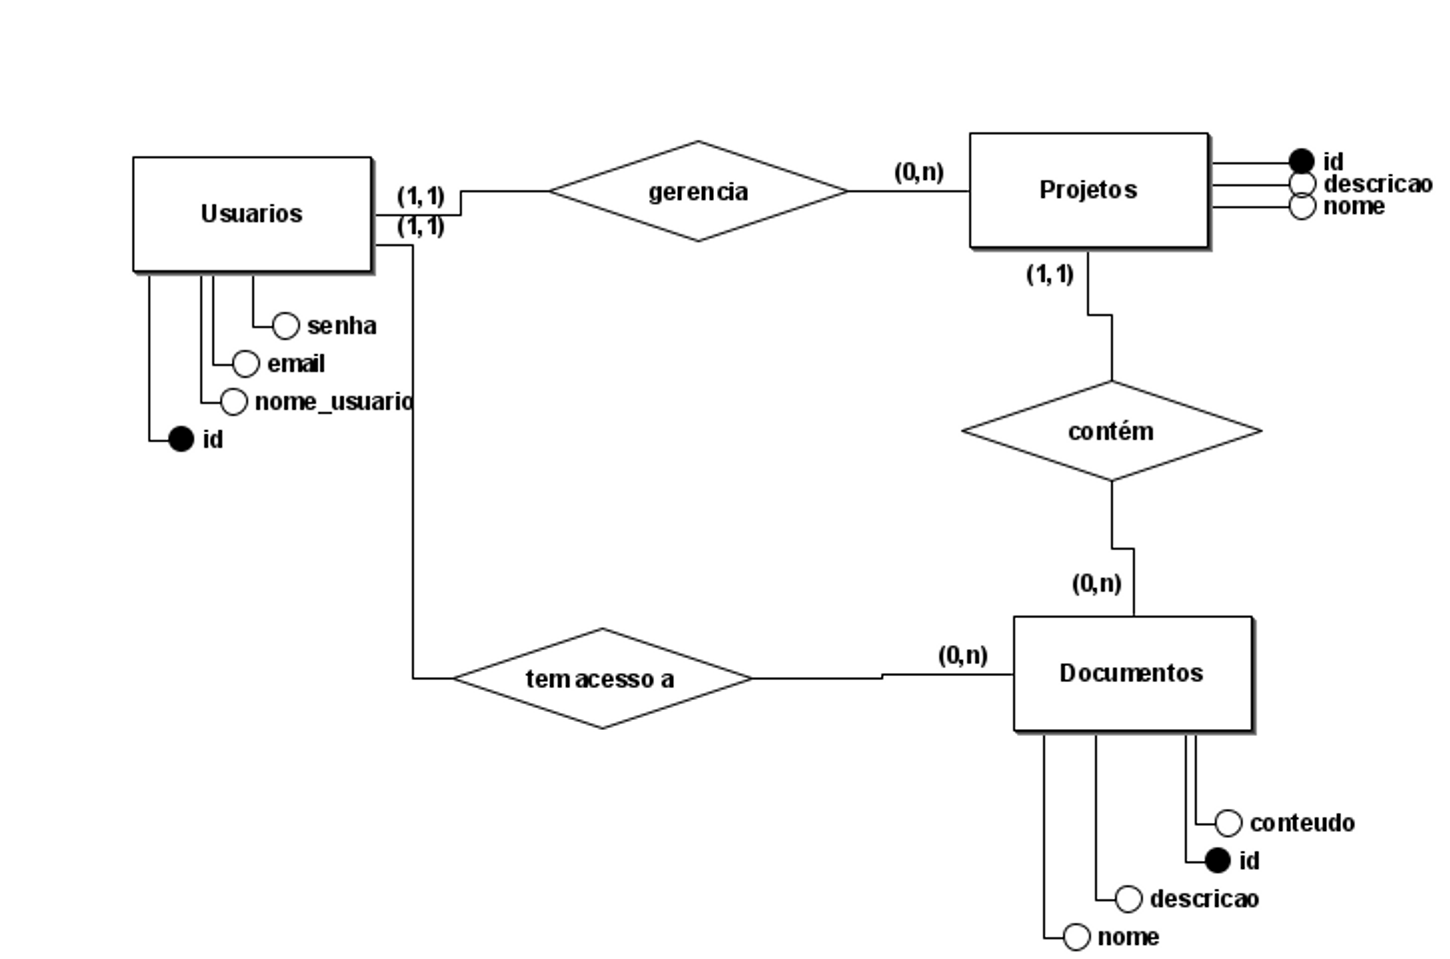 Usuarios
(1,1)
(1,1)
gerencia
(0,n)
Projetos
id
descricao
nome
senha
email
nome_usuario
id
(1,1)
contém
(0,n)
tem acesso a
(0,n)
Documentos
conteudo
id
descricao
nome